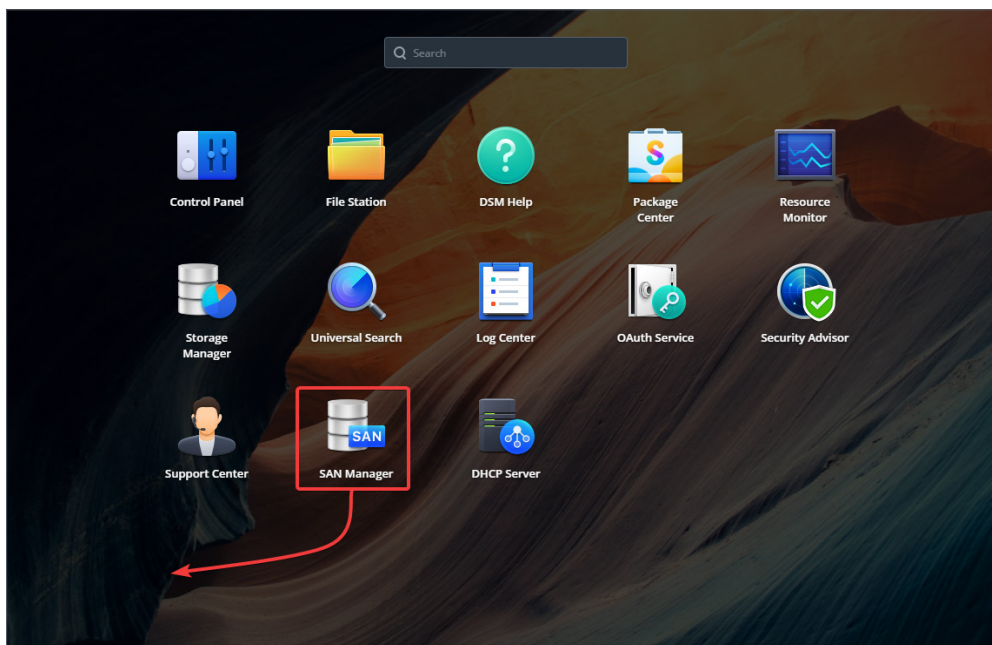 Search
Control Panel
File Station
DSM Help
Package
Center
Resource
Monitor
Storage
Manager
Universal Search
Log Center
OAuth Service
Security Advisor
Support Center
SAN
SAN Manager
DHCP Server